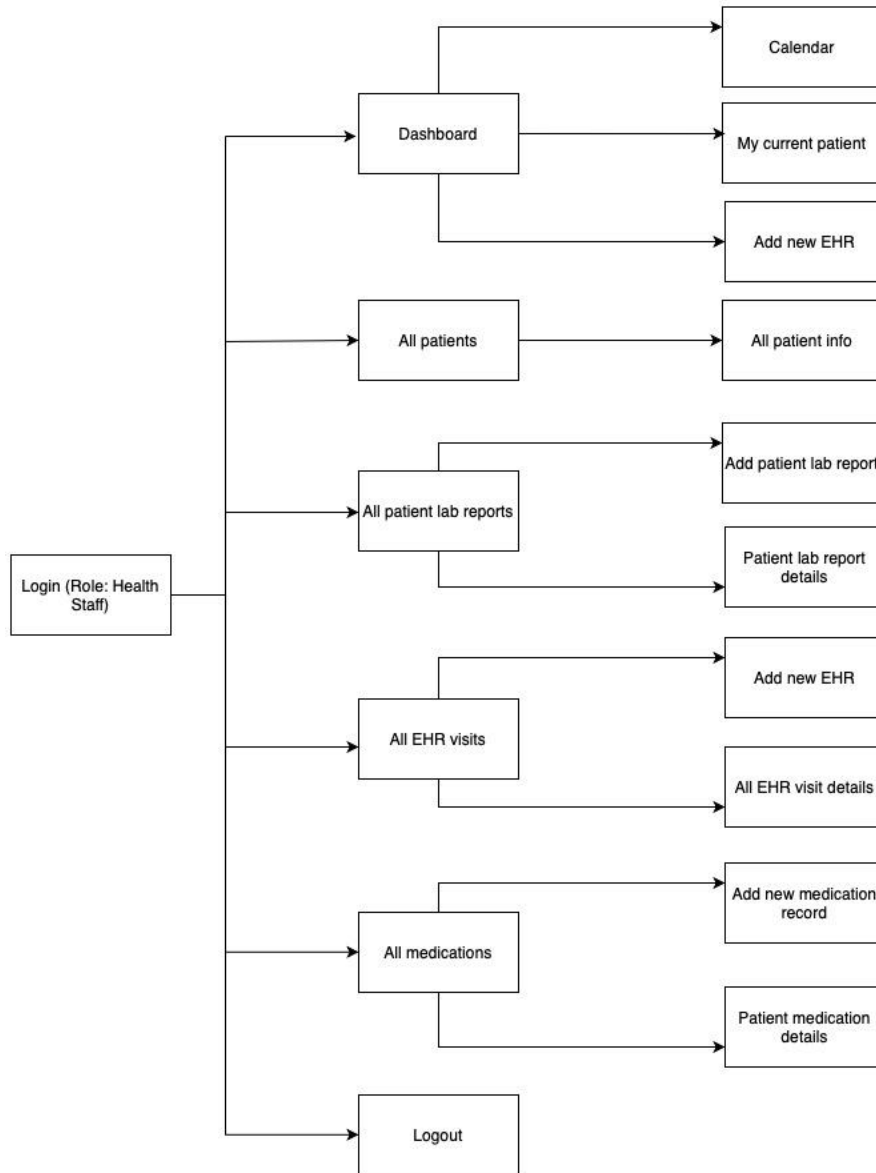 Calendar
Dashboard
My current patient
Add new EHR
All patients
All patient info
Add patient lab report
All patient lab reports
Patient lab report
details
Login (Role: Health
Staff)
Add new EHR
All EHR visits
All EHR visit details
Add new medication
record
All medications
Patient medication
details
Logout